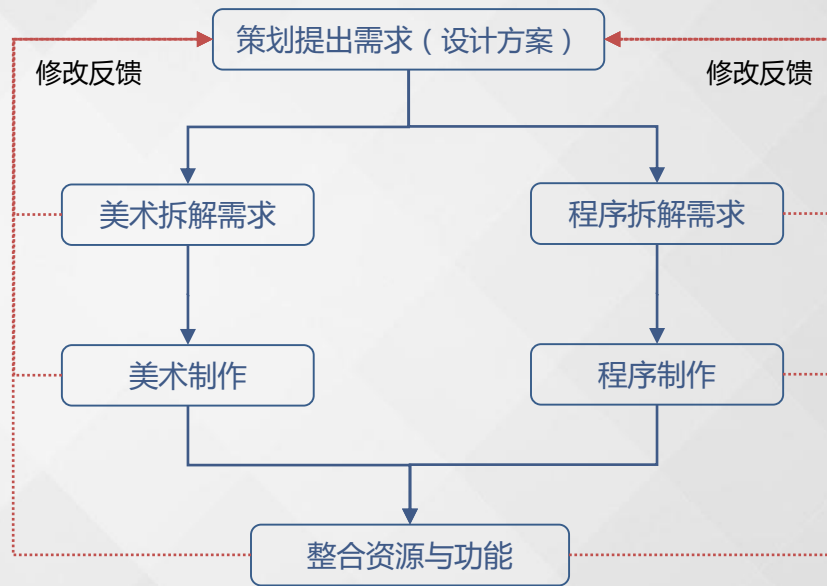 策划提出需求（设计方案）
修改反馈
修改反馈
美术拆解需求
程序拆解需求
美术制作
程序制作
整合资源与功能